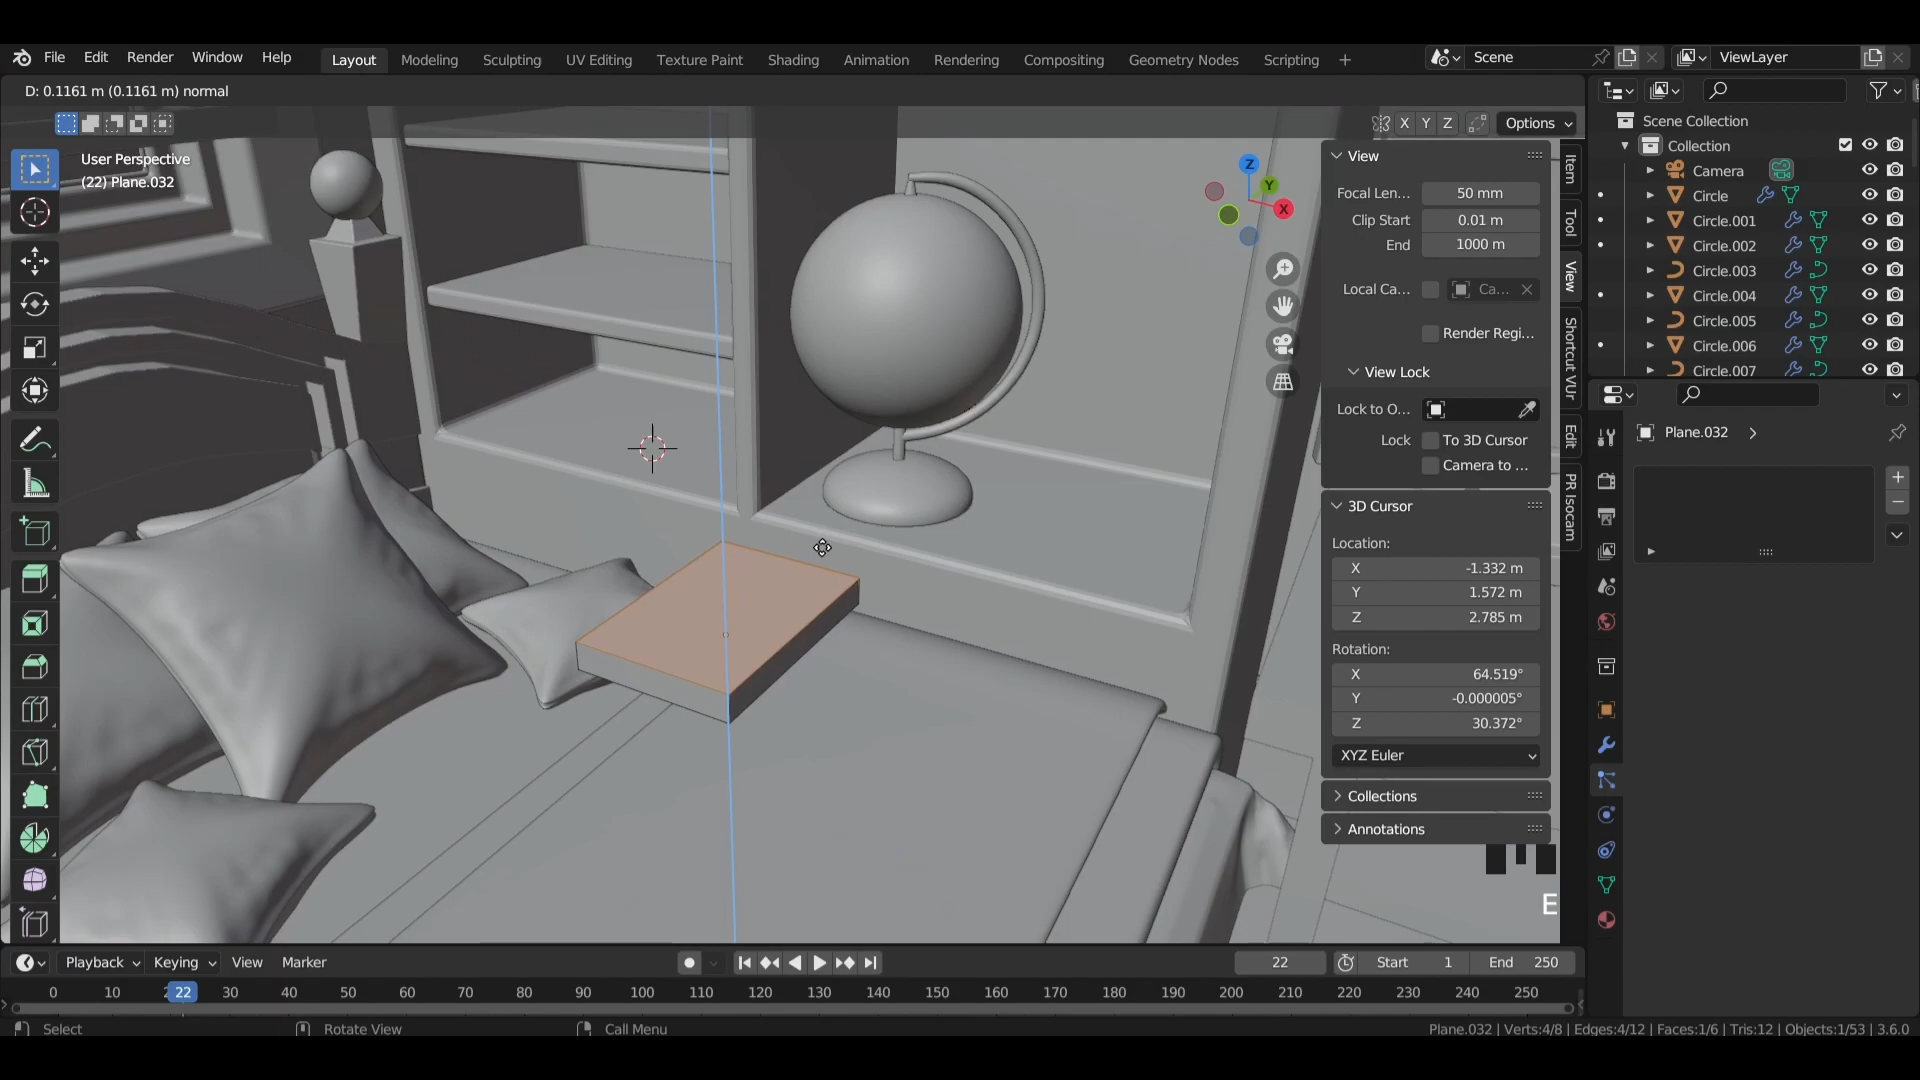 File Edit Render Window Help Layout Modeling Sculpting UV Editing Texture Paint Shading Animation Rendering Compositing Geometry Nodes Scripting + Scene ViewLayer
D: 0.1161 m (0.1161 m) normal
X Y Z Options
User Perspective
(22) Plane.032
Z
Y
X
View
Focal Len... 50 mm
Clip Start 0.01 m
End 1000 m
Local Ca... Ca...
Render Regi...
View Lock
Lock to O...
Lock To 3D Cursor
Camera to ...
3D Cursor
Location:
X -1.332 m
Y 1.572 m
Z 2.785 m
Rotation:
X 64.519°
Y -0.000005°
Z 30.372°
XYZ Euler
Collections
Annotations
Item
Tool
View
Shortcut VUr
Edit
PR Isocam
Scene Collection
Collection
Camera
Circle
Circle.001
Circle.002
Circle.003
Circle.004
Circle.005
Circle.006
Circle.007
Plane.032
E
Playback Keying View Marker 22 Start 1 End 250
0 10 22 30 40 50 60 70 80 90 100 110 120 130 140 150 160 170 180 190 200 210 220 230 240 250
Select Rotate View Call Menu Plane.032 | Verts:4/8 | Edges:4/12 | Faces:1/6 | Tris:12 | Objects:1/53 | 3.6.0